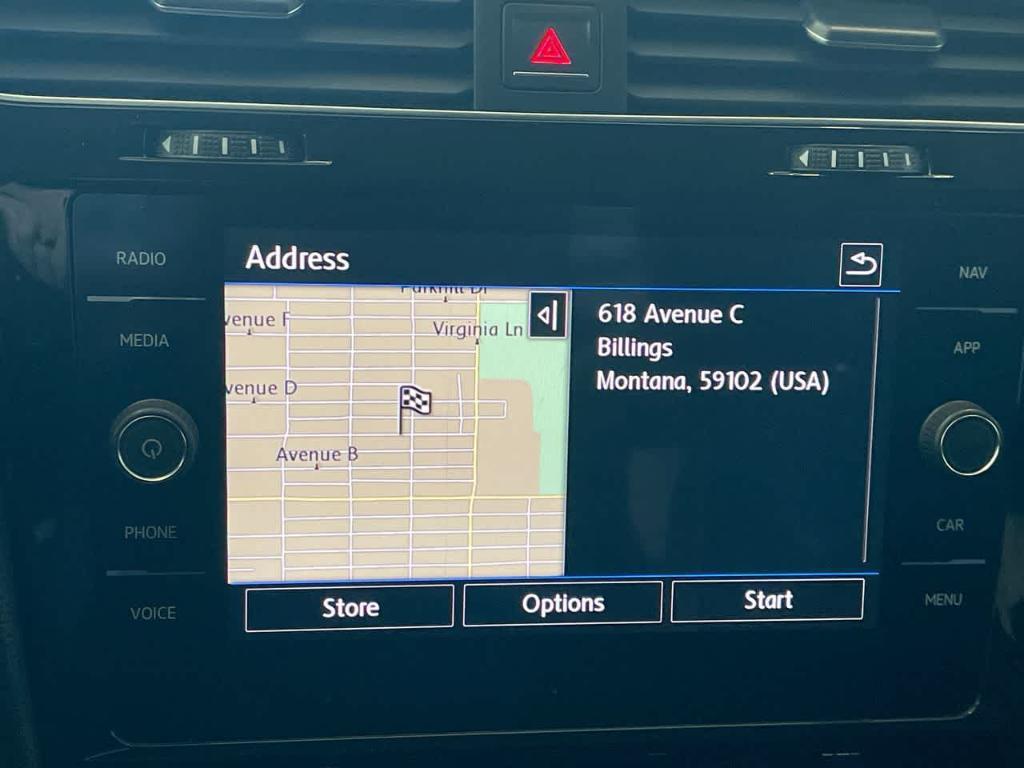 RADIO
MEDIA
PHONE
VOICE
Address
Virginia Ln
venue D
Avenue B
618 Avenue C
Billings
Montana, 59102 (USA)
Store
Options
Start
NAV
APP
CAR
MENU